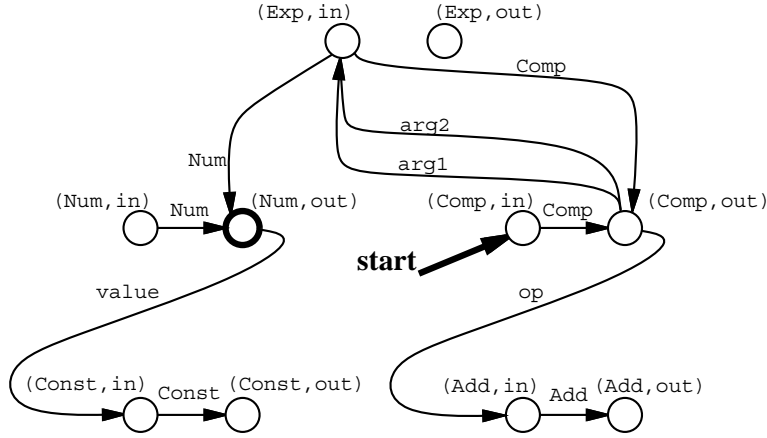 (Exp,in) (Exp,out)
Comp
arg2
Num arg1
(Num,in) (Num,out) (Comp,in) (Comp,out)
Num Comp
start
value op
(Const,in) (Const,out) (Add,in) (Add,out)
Const Add